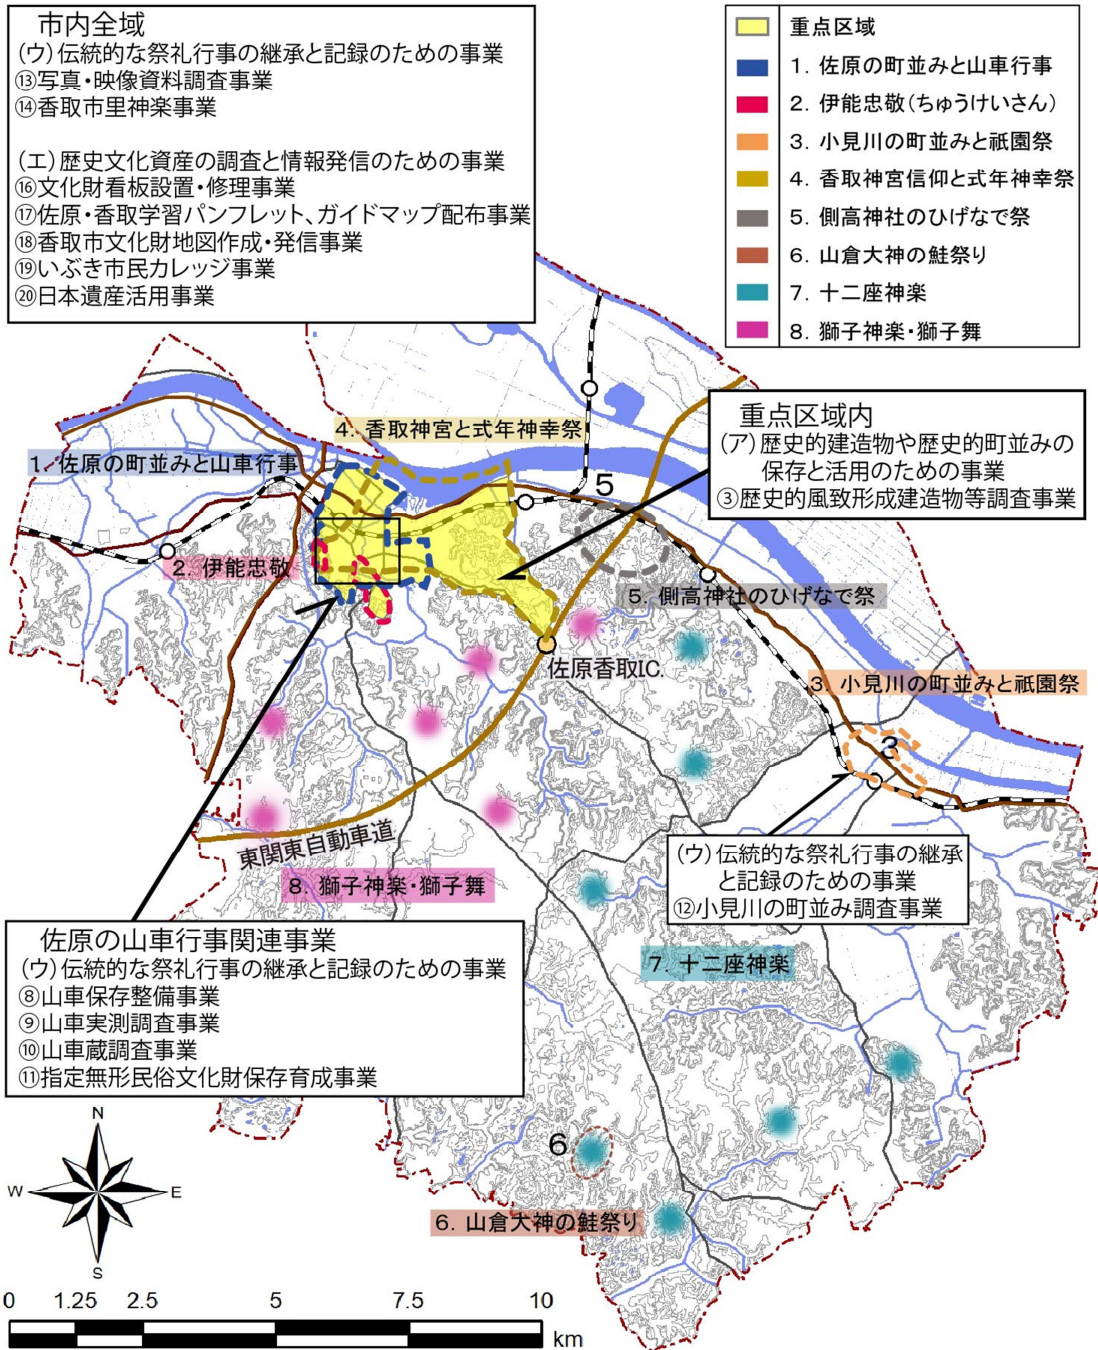 市内全域
(ウ)伝統的な祭礼行事の継承と記録のための事業
⑬写真・映像資料調査事業
⑭香取市里神楽事業
(エ)歴史文化資産の調査と情報発信のための事業
⑯文化財看板設置・修理事業
⑰佐原・香取学習パンフレット、ガイドマップ配布事業
⑱香取市文化財地図作成・発信事業
⑲いぶき市民カレッジ事業
⑳日本遺産活用事業
重点区域
1. 佐原の町並みと山車行事
2. 伊能忠敬(ちゅうけいさん)
3. 小見川の町並みと祇園祭
4. 香取神宮信仰と式年神幸祭
5. 側高神社のひげなで祭
6. 山倉大神の鮭祭り
7. 十二座神楽
8. 獅子神楽・獅子舞
重点区域内
(ア)歴史的建造物や歴史的町並みの
保存と活用のための事業
③歴史的風致形成建造物等調査事業
4. 香取神宮と式年神幸祭
1. 佐原の町並みと山車行事
5
2. 伊能忠敬
5. 側高神社のひげなで祭
佐原香取IC.
3. 小見川の町並みと祇園祭
3
東関東自動車道
8. 獅子神楽・獅子舞
(ウ)伝統的な祭礼行事の継承
と記録のための事業
⑫小見川の町並み調査事業
佐原の山車行事関連事業
(ウ)伝統的な祭礼行事の継承と記録のための事業
⑧山車保存整備事業
⑨山車実測調査事業
⑩山車蔵調査事業
⑪指定無形民俗文化財保存育成事業
7. 十二座神楽
6
6. 山倉大神の鮭祭り
N
W
E
S
0 1.25 2.5 5 7.5 10
km